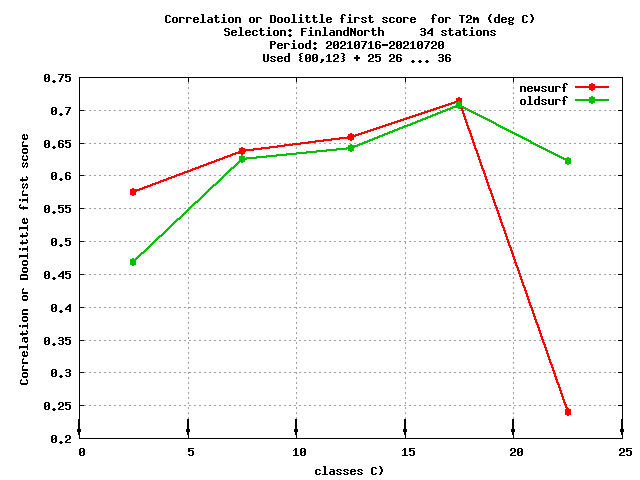 Correlation or Doolittle first score  for T2m (deg C)
Selection: FinlandNorth     34 stations
Period: 20210716-20210720
Used {00,12} + 25 26 ... 36
newsurf
oldsurf
Correlation or Doolittle first score
0.75
0.7
0.65
0.6
0.55
0.5
0.45
0.4
0.35
0.3
0.25
0.2
0 5 10 15 20 25
classes C)